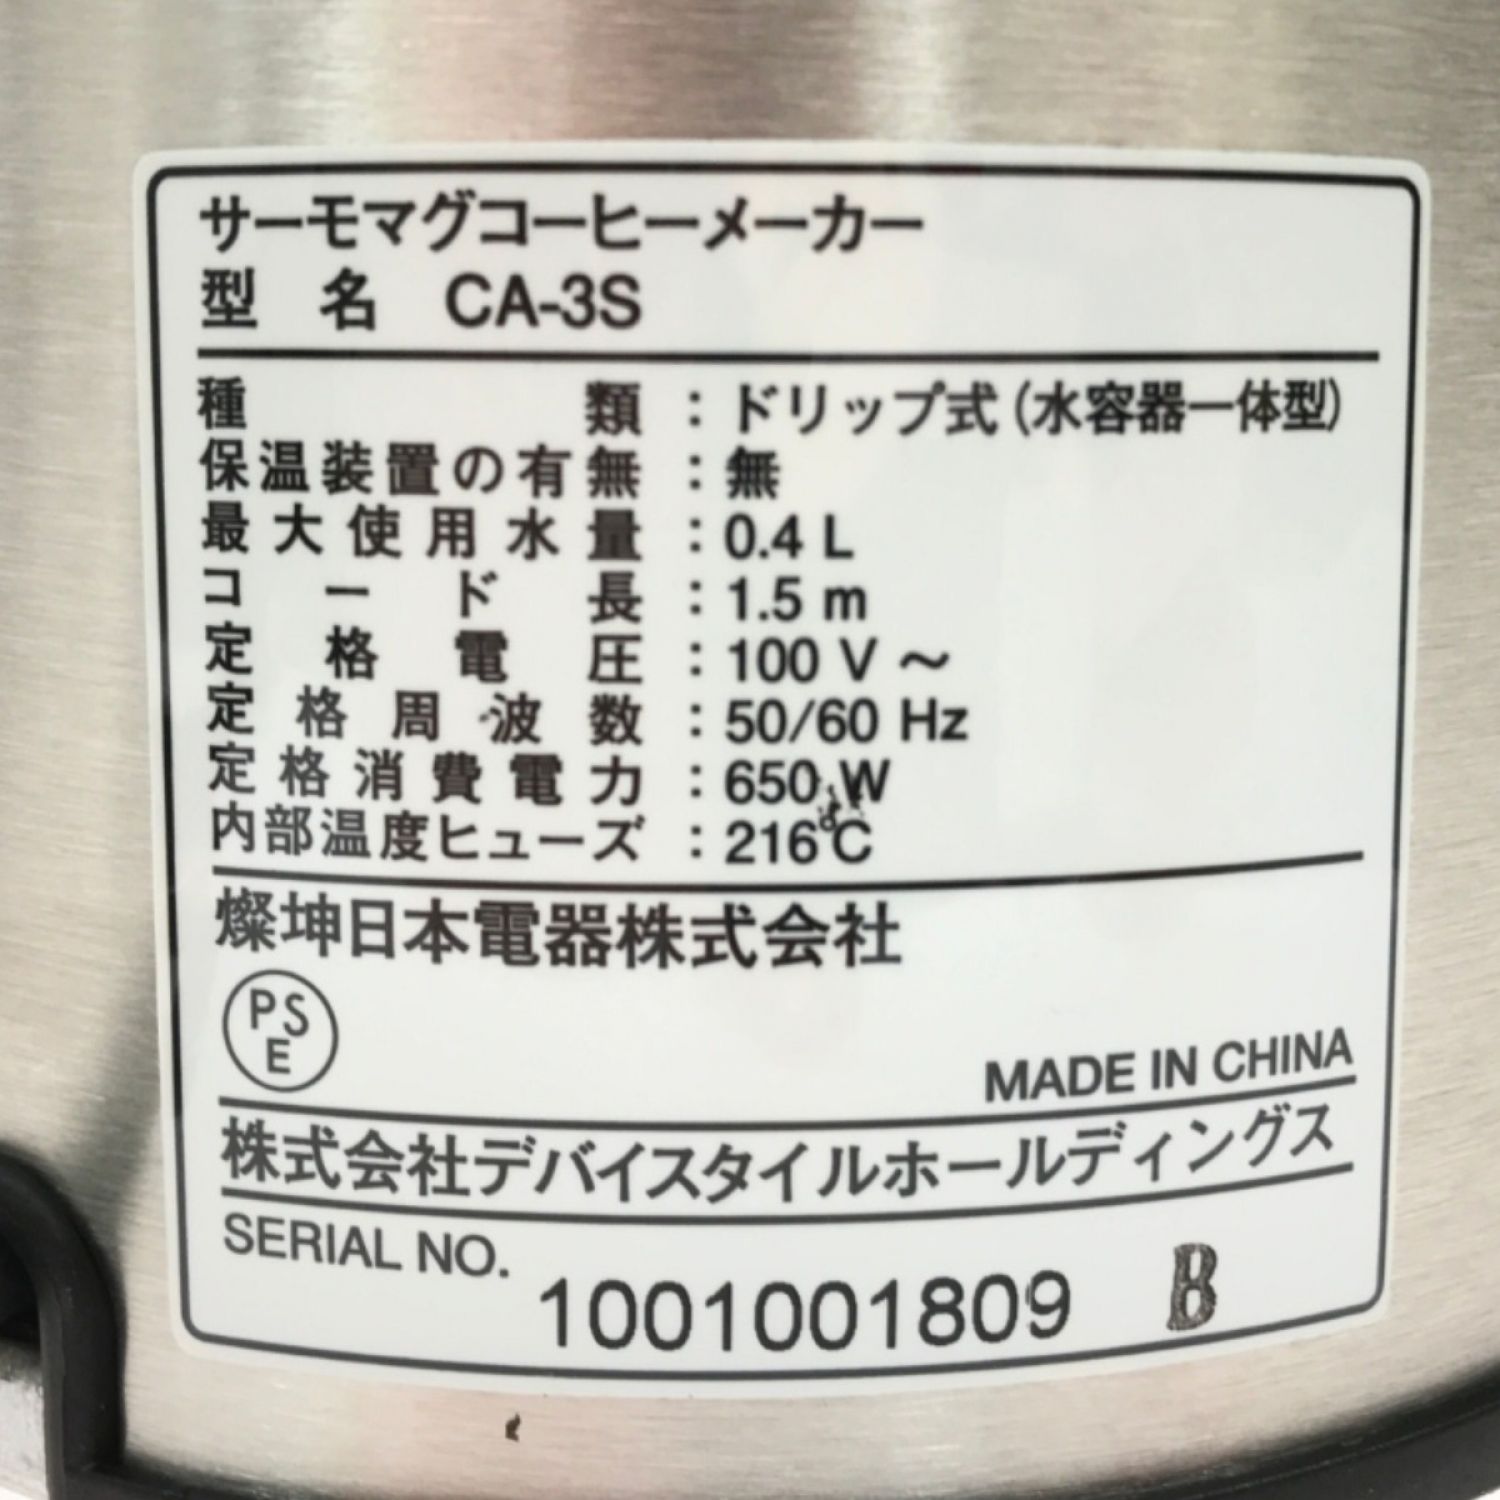 サーモマグコーヒーメーカー
型名 CA-3S
種類:ドリップ式(水容器一体型)
保温装置の有無:無
最大使用水量:0.4 L
コード長:1.5 m
定格電圧:100 V ～
定格周波数:50/60 Hz
定格消費電力:650 W
内部温度ヒューズ:216℃
燦坤日本電器株式会社
PSE
MADE IN CHINA
株式会社デバイスタイルホールディングス
SERIAL NO.
1001001809 B